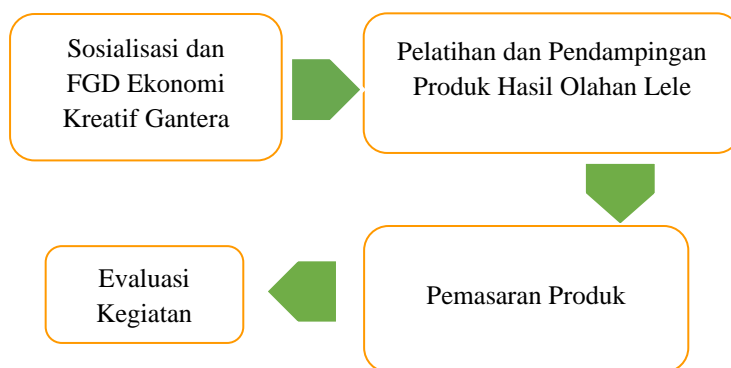 Sosialisasi dan
FGD Ekonomi
Kreatif Gantera
Pelatihan dan Pendampingan
Produk Hasil Olahan Lele
Pemasaran Produk
Evaluasi
Kegiatan